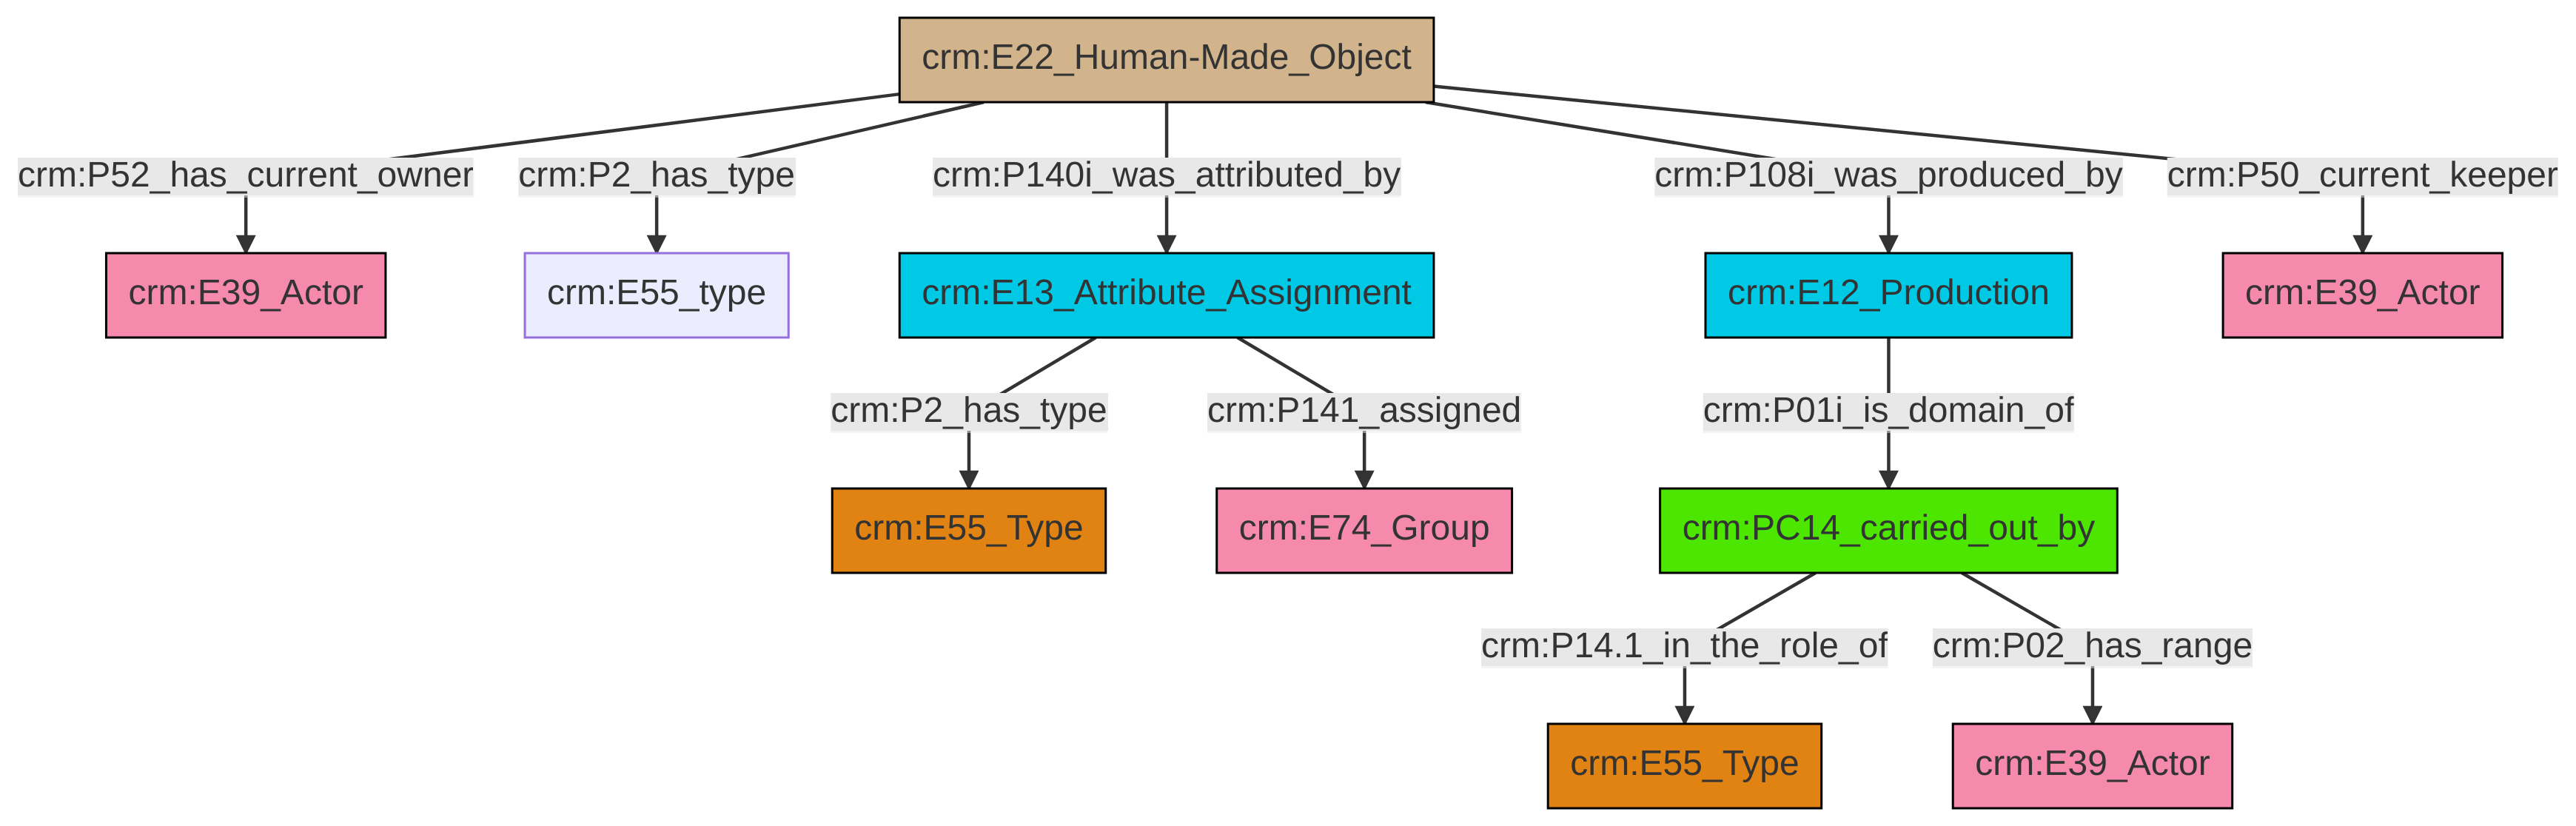 crm:E22_Human-Made_Object
crm:P52_has_current_owner
crm:P2_has_type
crm:P140i_was_attributed_by
crm:P108i_was_produced_by
crm:P50_current_keeper
crm:E39_Actor
crm:E55_type
crm:E13_Attribute_Assignment
crm:E12_Production
crm:E39_Actor
crm:P2_has_type
crm:P141_assigned
crm:P01i_is_domain_of
crm:E55_Type
crm:E74_Group
crm:PC14_carried_out_by
crm:P14.1_in_the_role_of
crm:P02_has_range
crm:E55_Type
crm:E39_Actor